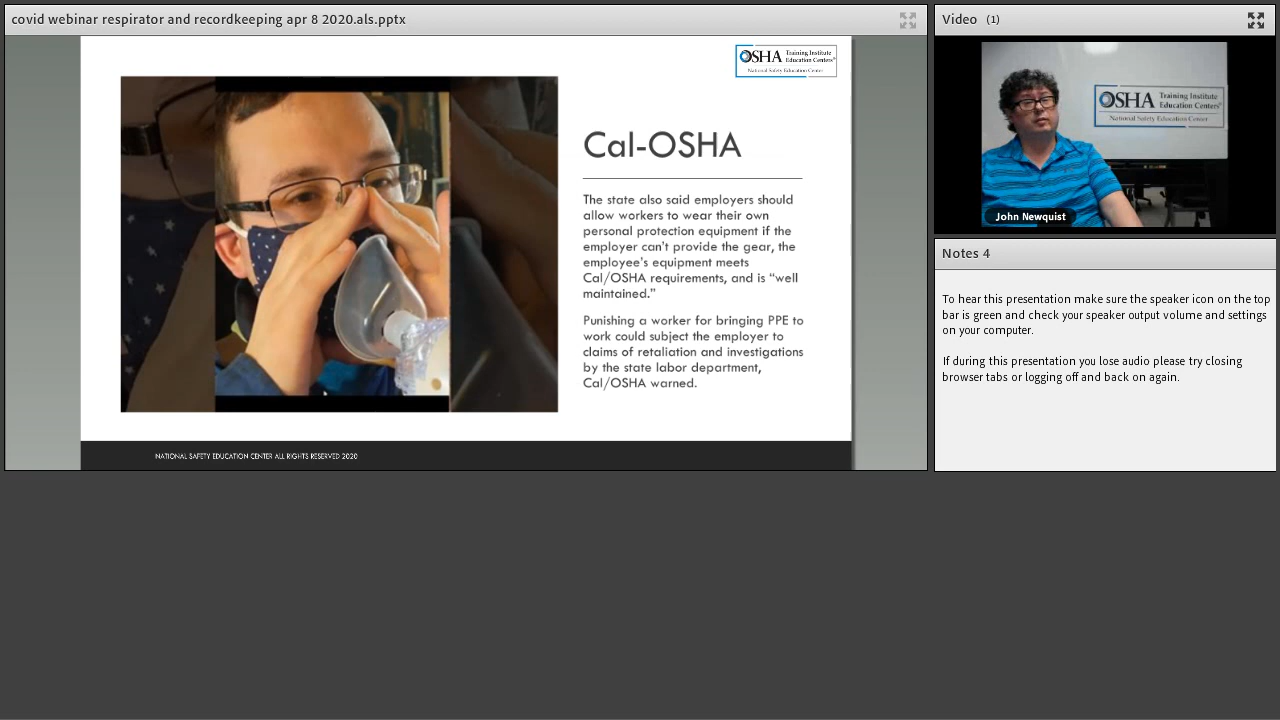 covid webinar respirator and recordkeeping apr 8 2020.als.pptx
OSHA Training Institute
Education Centers®
National Safety Education Center
Cal-OSHA
The state also said employers should
allow workers to wear their own
personal protection equipment if the
employer can't provide the gear, the
employee's equipment meets
Cal/OSHA requirements, and is “well
maintained.”
Punishing a worker for bringing PPE to
work could subject the employer to
claims of retaliation and investigations
by the state labor department,
Cal/OSHA warned.
NATIONAL SAFETY EDUCATION CENTER ALL RIGHTS RESERVED 2020
Video (1)
OSHA Training Institute
Education Centers®
National Safety Education Center
John Newquist
Notes 4
To hear this presentation make sure the speaker icon on the top
bar is green and check your speaker output volume and settings
on your computer.
If during this presentation you lose audio please try closing
browser tabs or logging off and back on again.